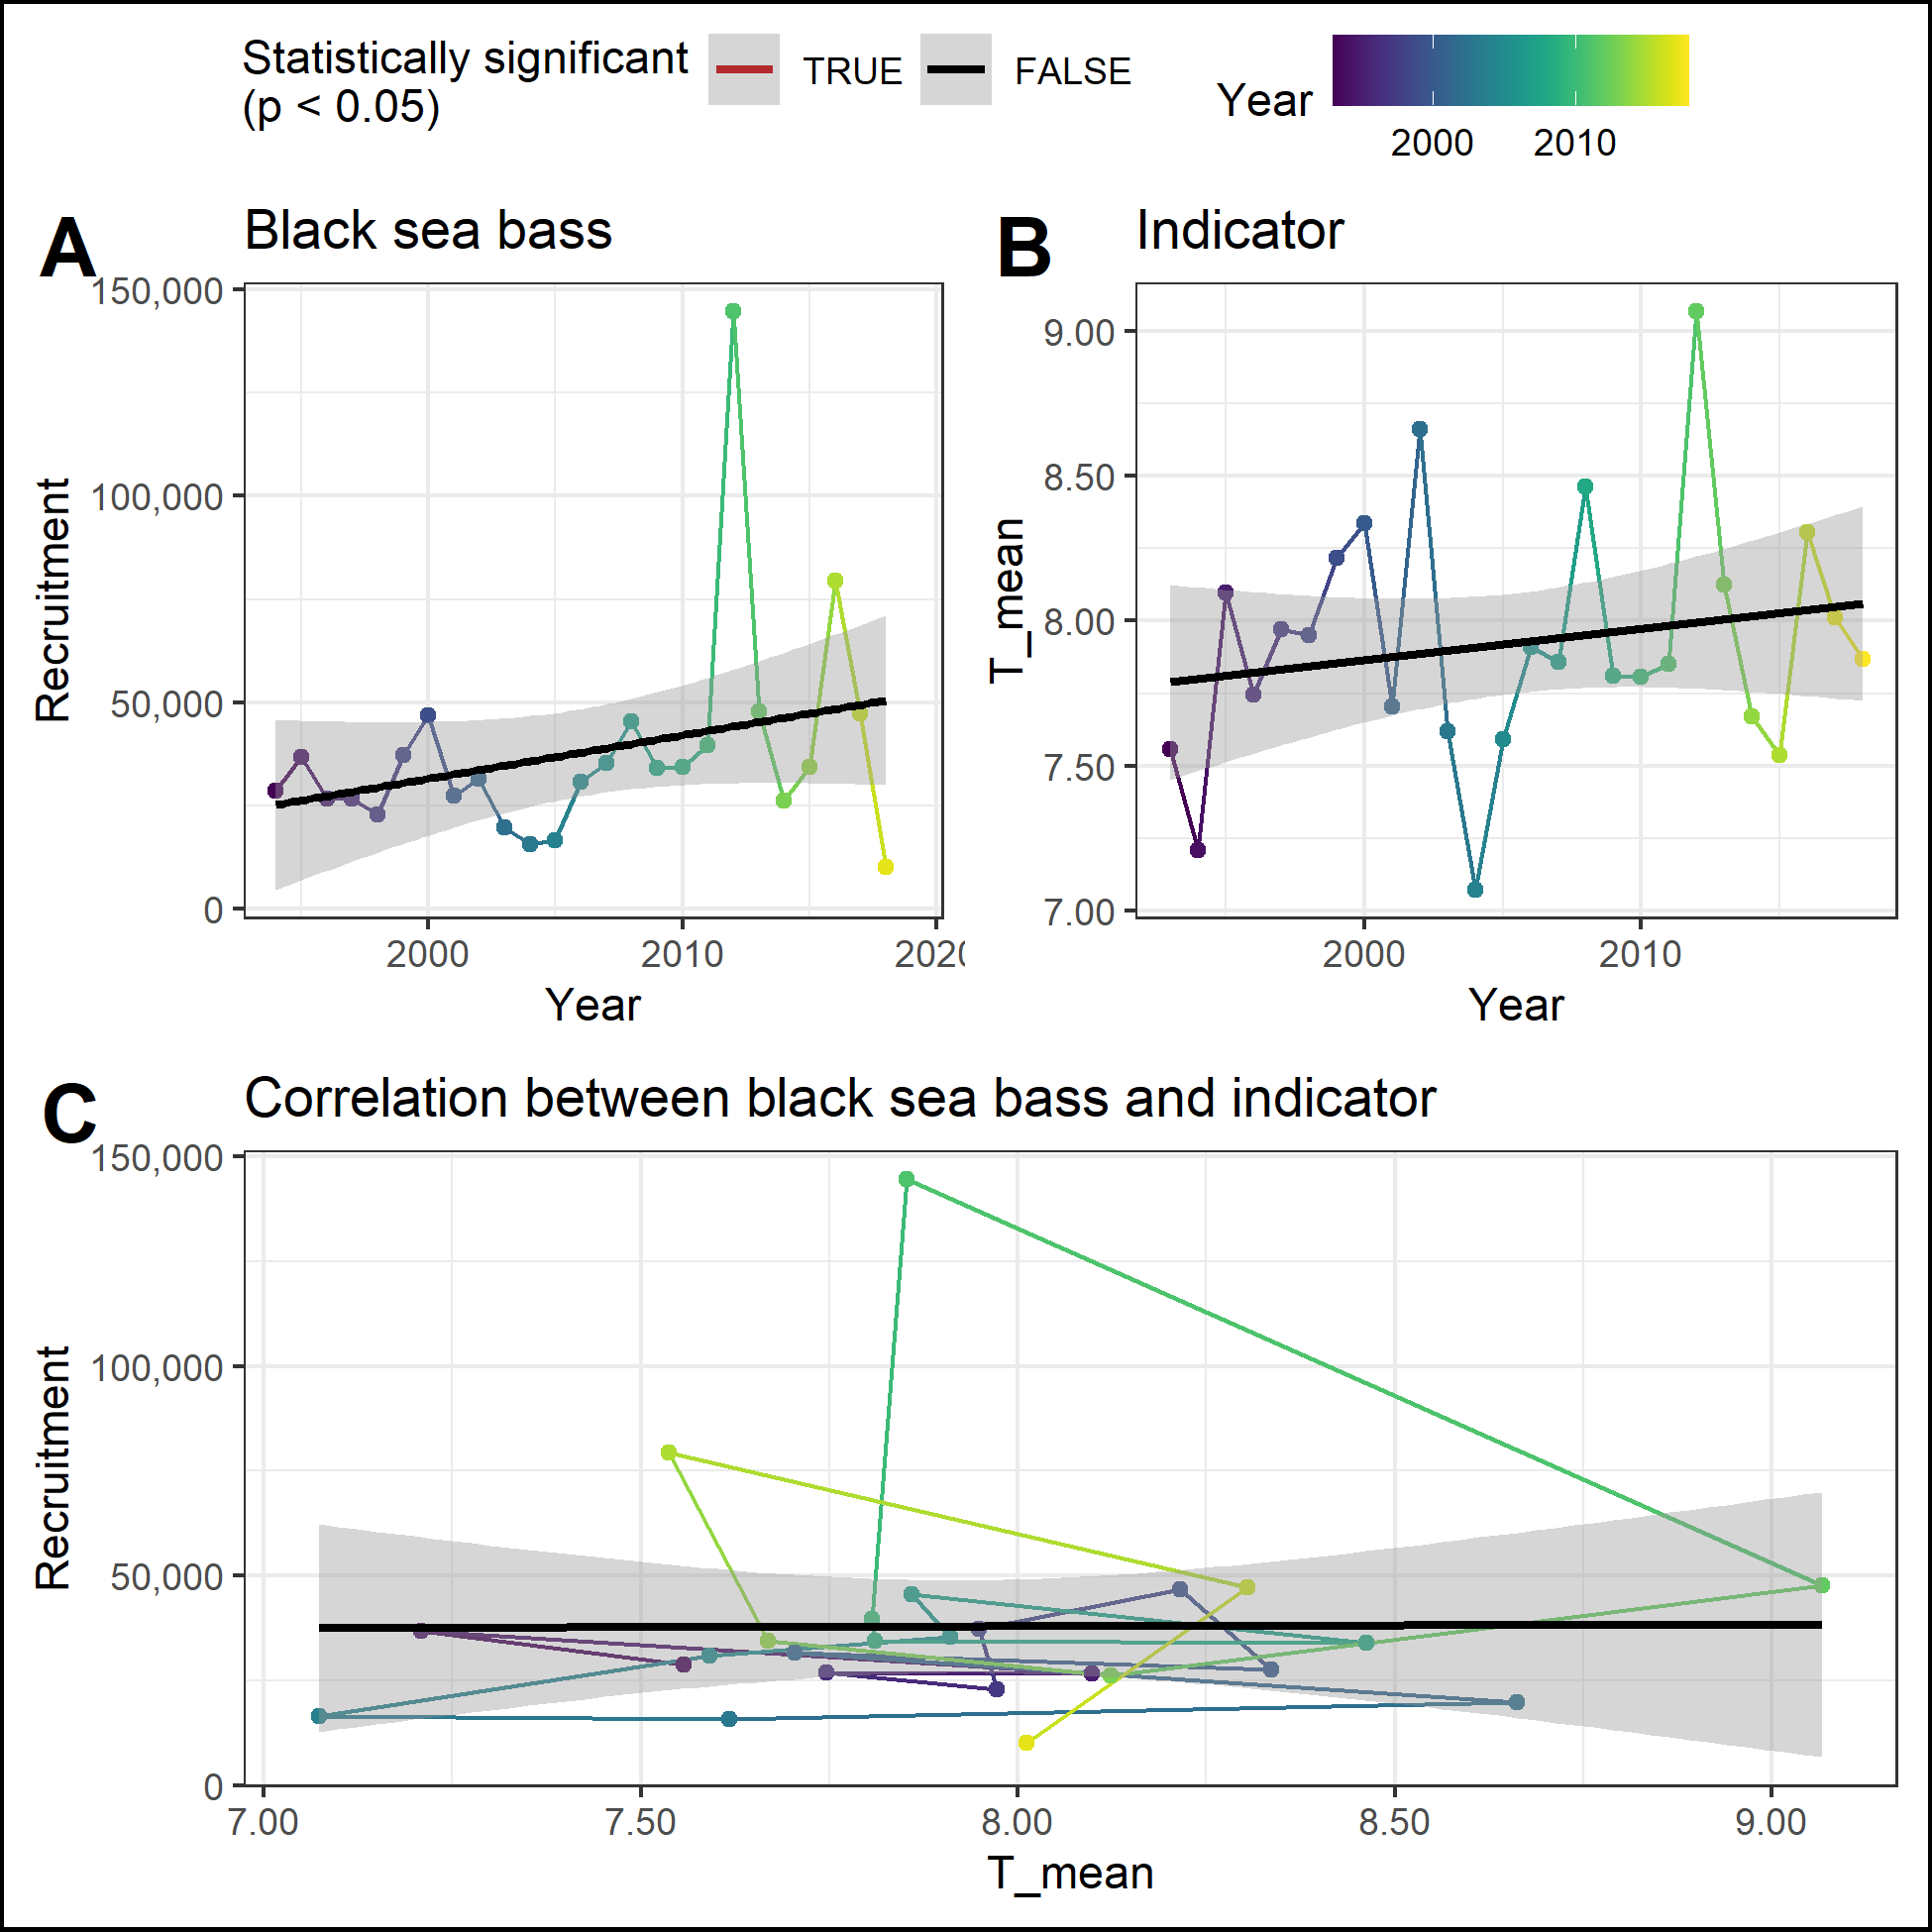 Statistically significant
(p < 0.05)
TRUE
FALSE
Year
2000
2010
A
Black sea bass
150,000
100,000
50,000
0
Recruitment
2000
2010
2020
Year
B
Indicator
9.00
8.50
8.00
7.50
7.00
T_mean
2000
2010
Year
C
Correlation between black sea bass and indicator
150,000
100,000
50,000
0
Recruitment
7.00
7.50
8.00
8.50
9.00
T_mean